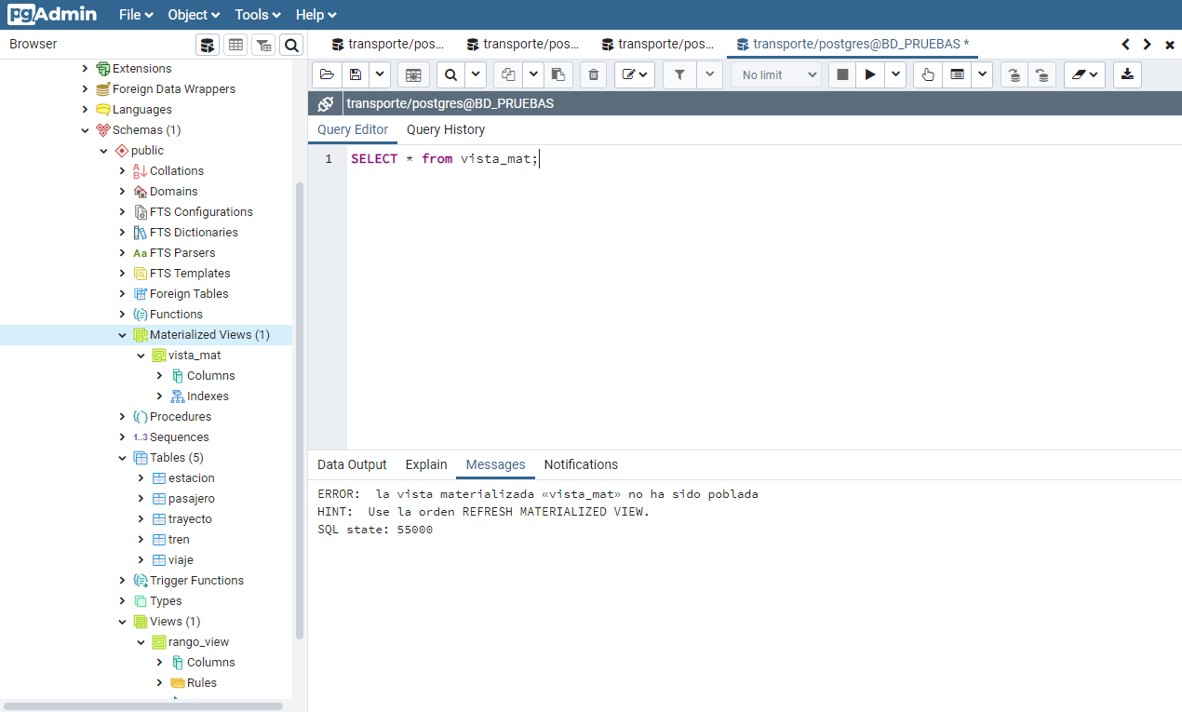 pgAdmin File Object Tools Help
Browser
transporte/pos... transporte/pos... transporte/pos... transporte/postgres@BD_PRUEBAS *
No limit
transporte/postgres@BD_PRUEBAS
Query Editor Query History
1 SELECT * from vista_mat;
Extensions
Foreign Data Wrappers
Languages
Schemas (1)
public
Collations
Domains
FTS Configurations
FTS Dictionaries
Aa FTS Parsers
FTS Templates
Foreign Tables
Functions
Materialized Views (1)
vista_mat
Columns
Indexes
Procedures
1..3 Sequences
Tables (5)
estacion
pasajero
trayecto
tren
viaje
Trigger Functions
Types
Views (1)
rango_view
Columns
Rules
Data Output Explain Messages Notifications
ERROR:  la vista materializada «vista_mat» no ha sido poblada
HINT:  Use la orden REFRESH MATERIALIZED VIEW.
SQL state: 55000